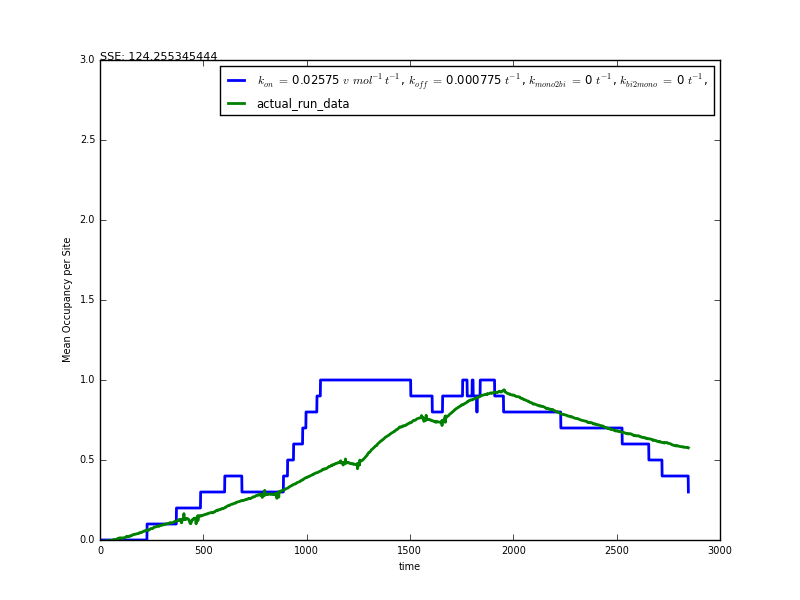 SSE: 124.255345444
k_on = 0.02575 v mol^-1 t^-1, k_off = 0.000775 t^-1, k_mono2bi = 0 t^-1, k_bi2mono = 0 t^-1,
actual_run_data
3.0
2.5
2.0
1.5
1.0
0.5
0.0
Mean Occupancy per Site
0 500 1000 1500 2000 2500 3000
time